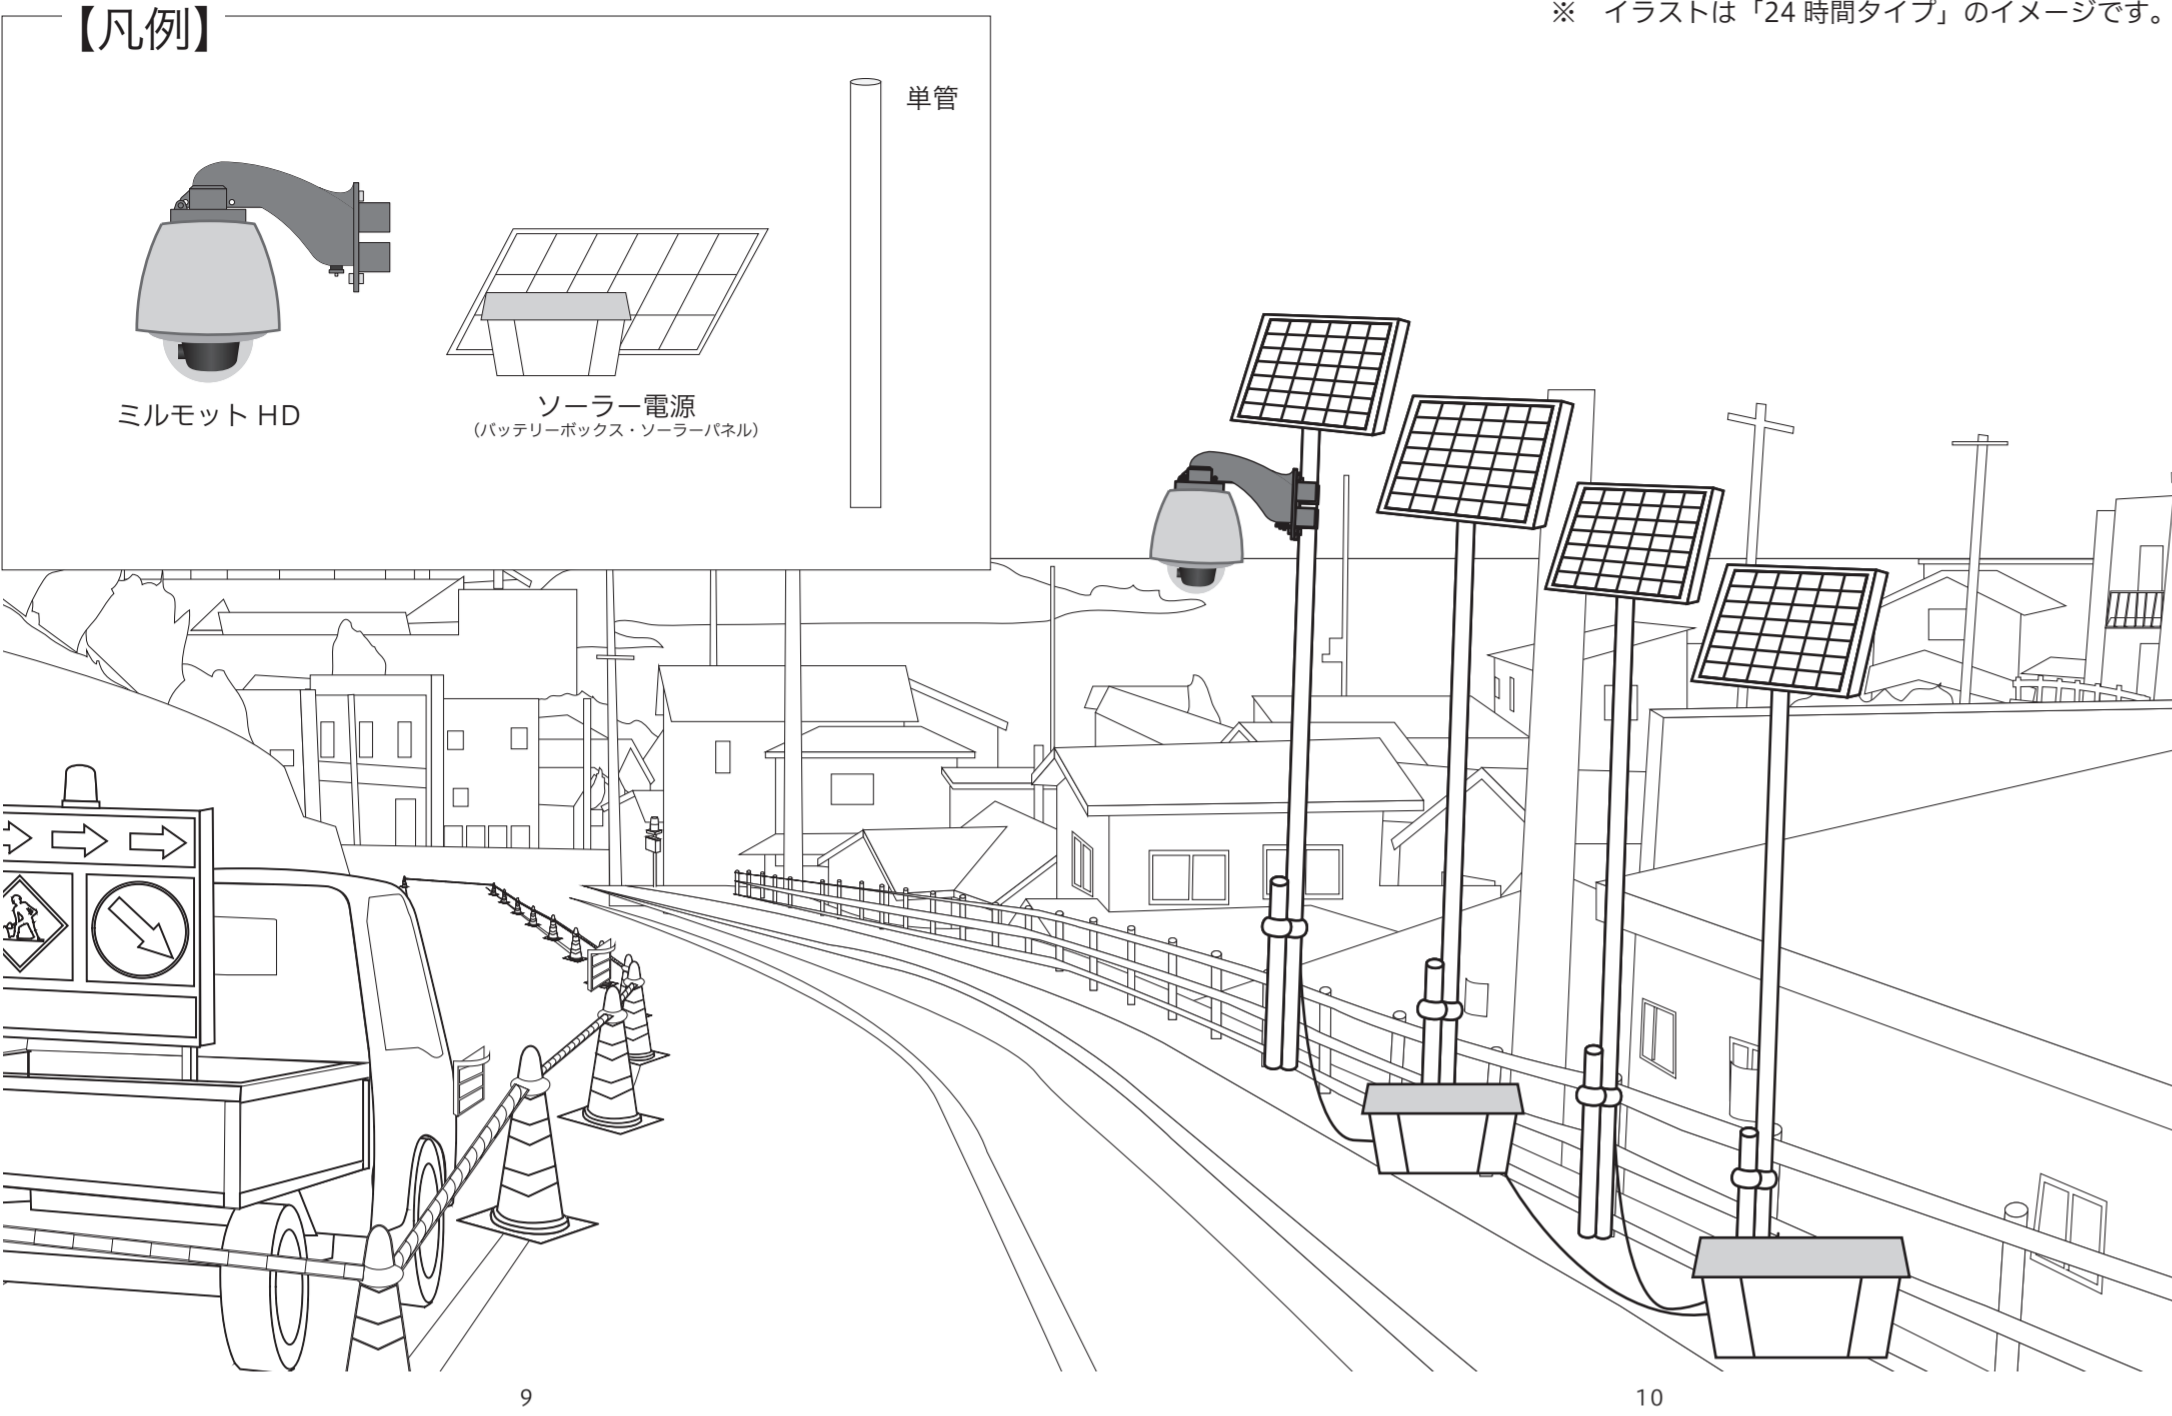 【凡例】
※　イラストは「24 時間タイプ」のイメージです。
単管
ミルモット HD
ソーラー電源
（バッテリーボックス・ソーラーパネル）
9
10